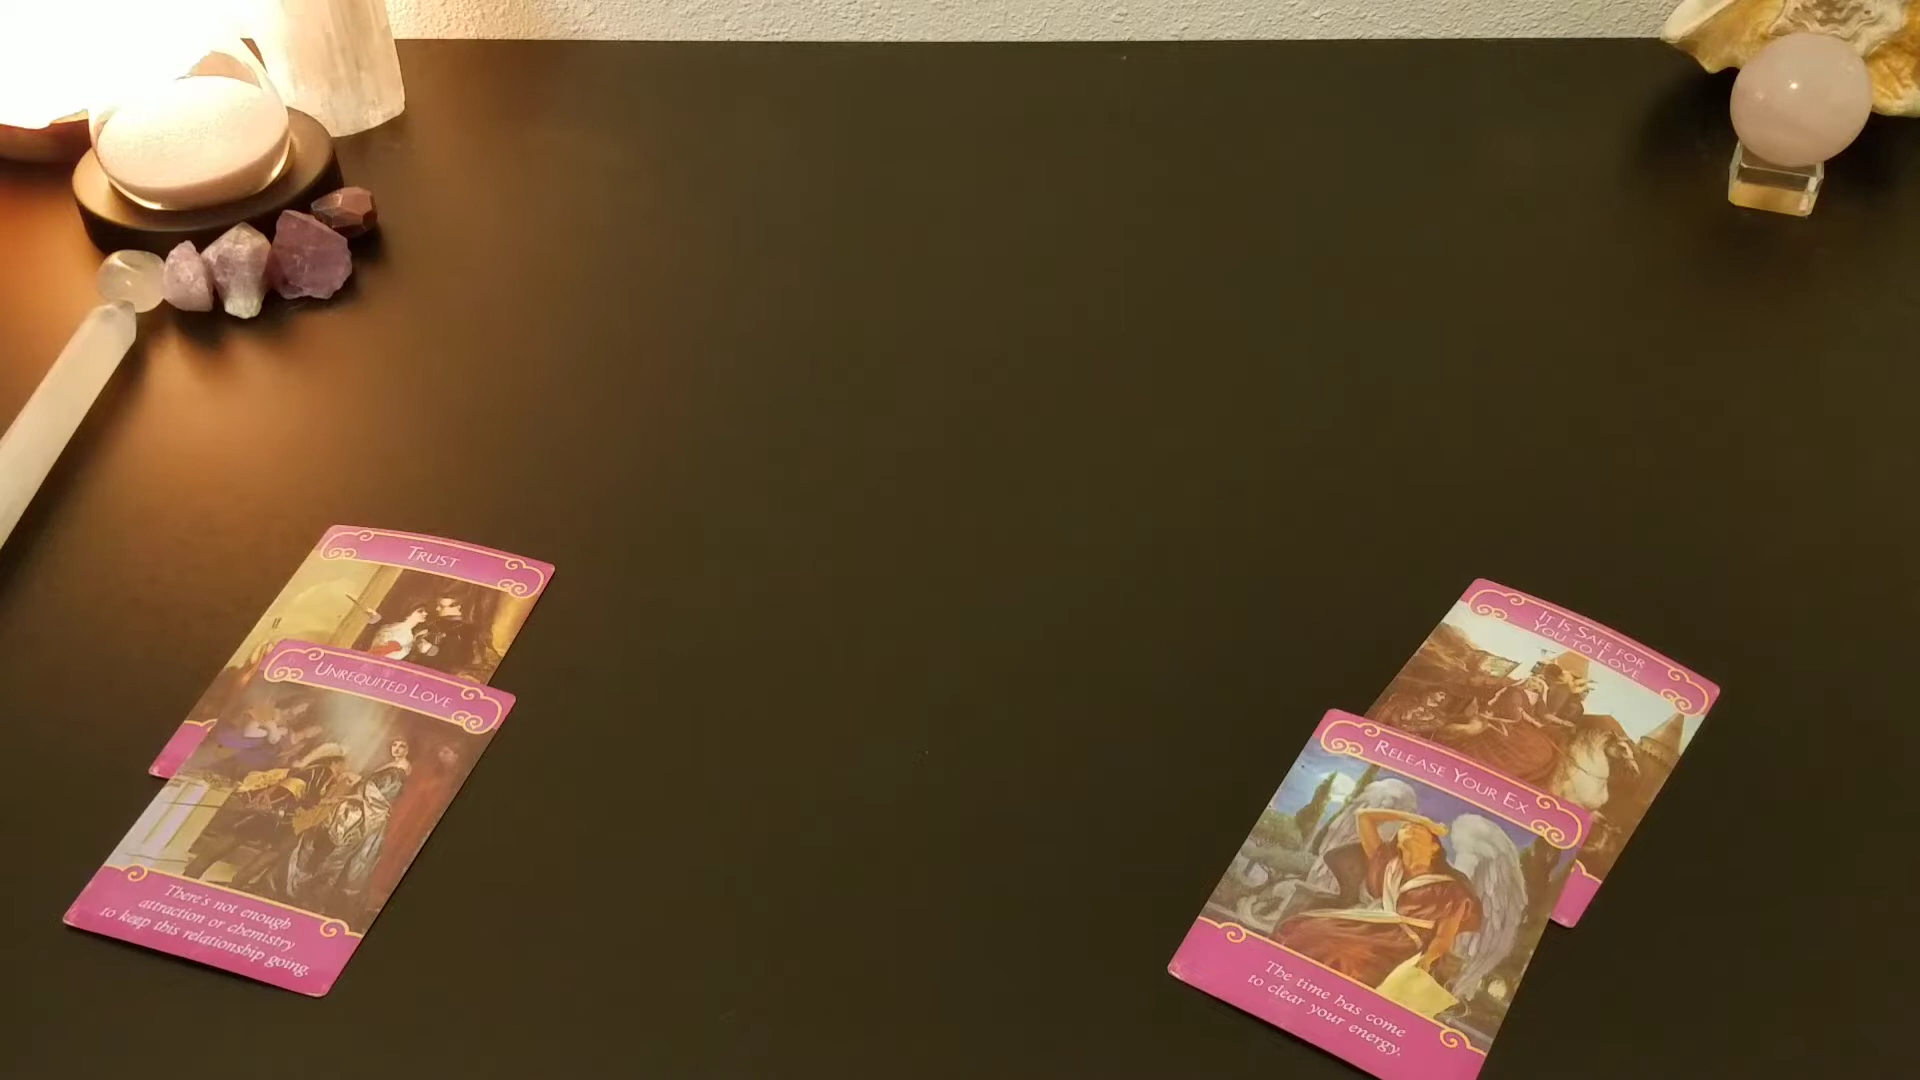 TRUST
UNREQUITED LOVE
There's not enough
attraction or chemistry
to keep this relationship going.
IT IS SAFE FOR
YOU TO LOVE
RELEASE YOUR EX
The time has come
to clear your energy.